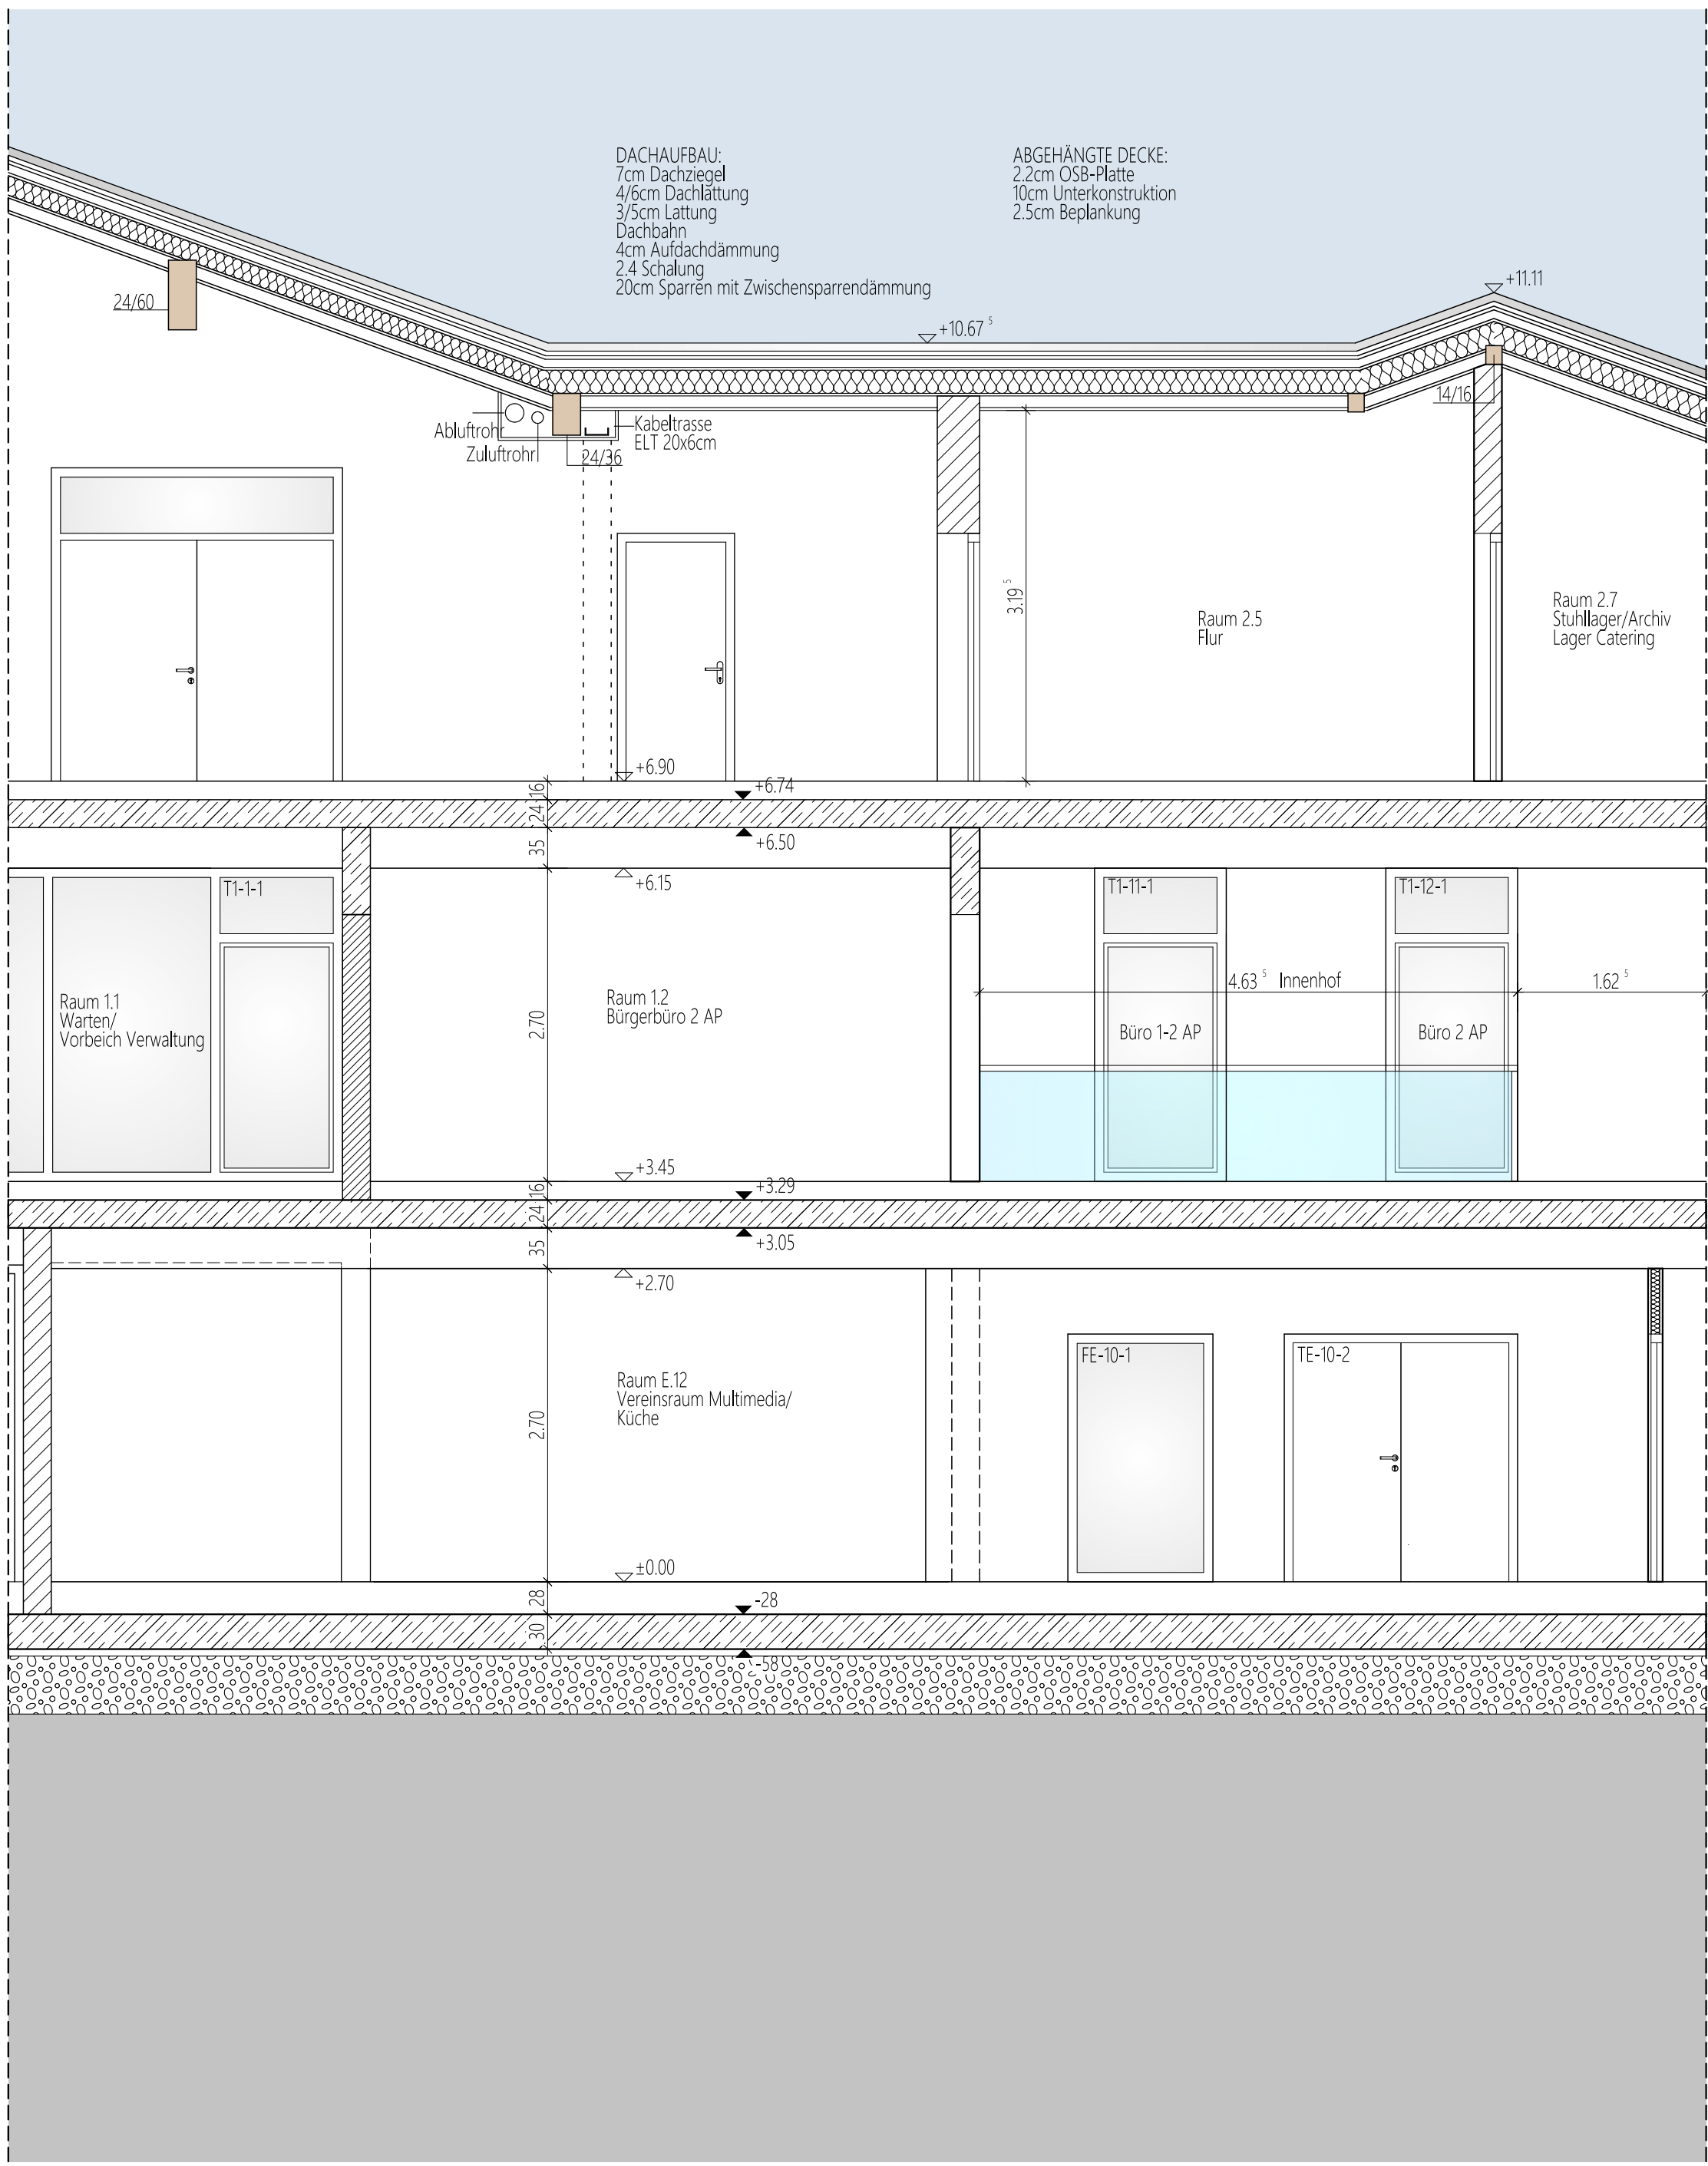 DACHAUFBAU:
7cm Dachziegel
4/6cm Dachlattung
3/5cm Lattung
Dachbahn
4cm Aufdachdämmung
2.4 Schalung
20cm Sparren mit Zwischensparrendämmung
ABGEHÄNGTE DECKE:
2.2cm OSB-Platte
10cm Unterkonstruktion
2.5cm Beplankung
+11.11
24/60
+10.67 5
14/16
Abluftrohr
Zuluftrohr
24/36
Kabeltrasse
ELT 20x6cm
3.19 5
Raum 2.5
Flur
Raum 2.7
Stuhllager/Archiv
Lager Catering
+6.90
16
+6.74
24
+6.50
35
+6.15
T1-1-1
T1-11-1
T1-12-1
Raum 1.1
Warten/
Vorbeich Verwaltung
2.70
Raum 1.2
Bürgerbüro 2 AP
4.63 5 Innenhof
1.62 5
Büro 1-2 AP
Büro 2 AP
+3.45
16
+3.29
24
+3.05
35
+2.70
FE-10-1
TE-10-2
2.70
Raum E.12
Vereinsraum Multimedia/
Küche
±0.00
28
-28
30
-58